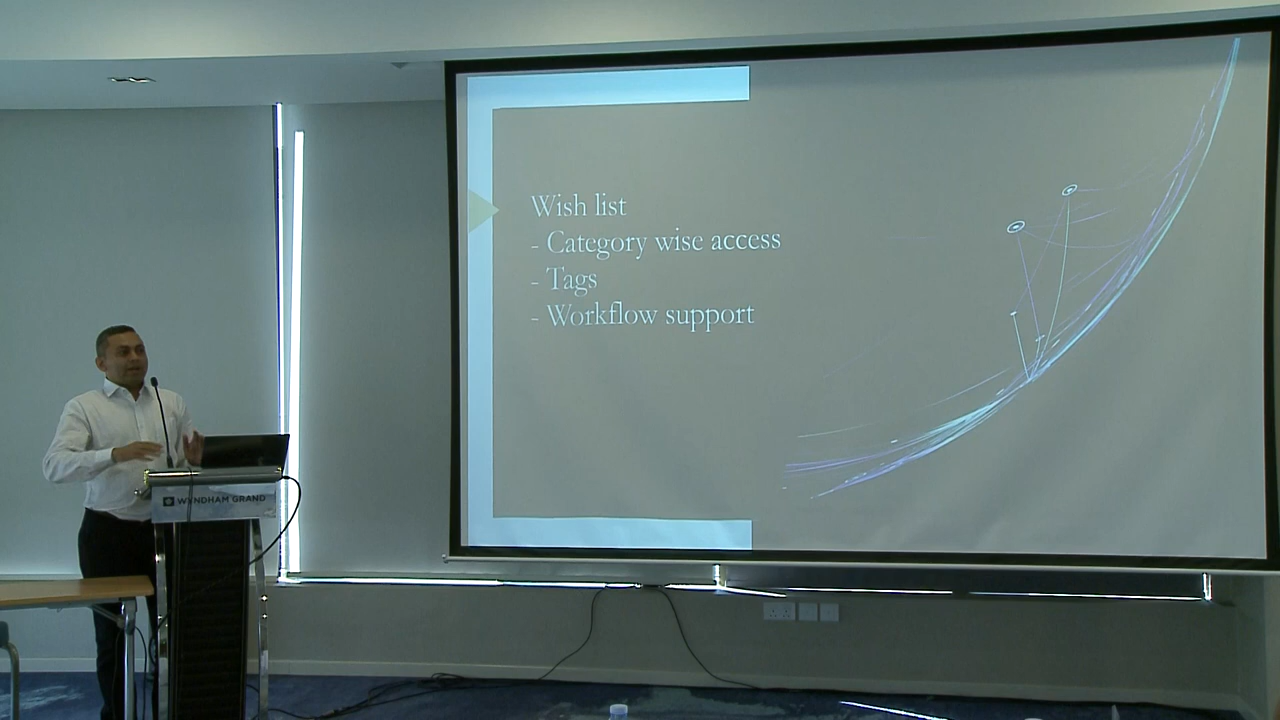 Wish list
- Category wise access
- Tags
- Workflow support
WYNDHAM GRAND